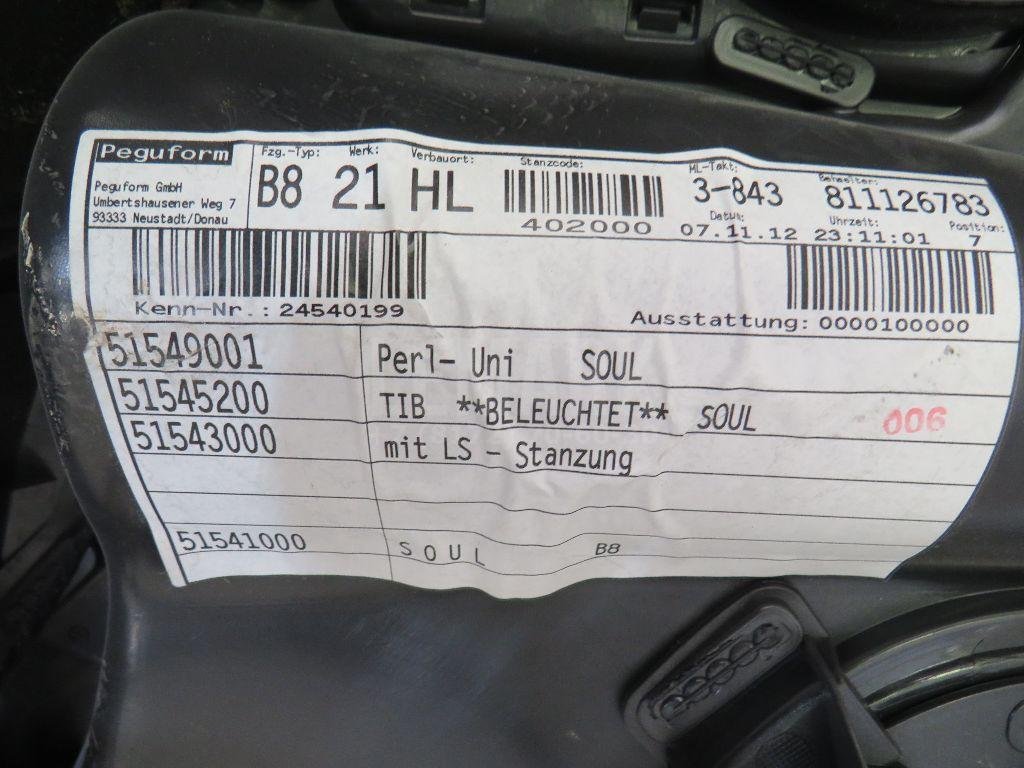 Peguform
Peguform GmbH
Umbertshausener Weg 7
93333 Neustadt/Donau
Fzg.-Typ: Werk: Verbauort: Stanzcode: ML-Takt: Behaelter:
B8 21 HL 402000 3-843 811126783
Datum: Uhrzeit: Position:
07.11.12 23:11:01 7
Kenn-Nr.: 24540199
Ausstattung: 0000100000
51549001 Perl- Uni SOUL
51545200 TIB **BELEUCHTET** SOUL 006
51543000 mit LS - Stanzung
51541000 SOUL B8